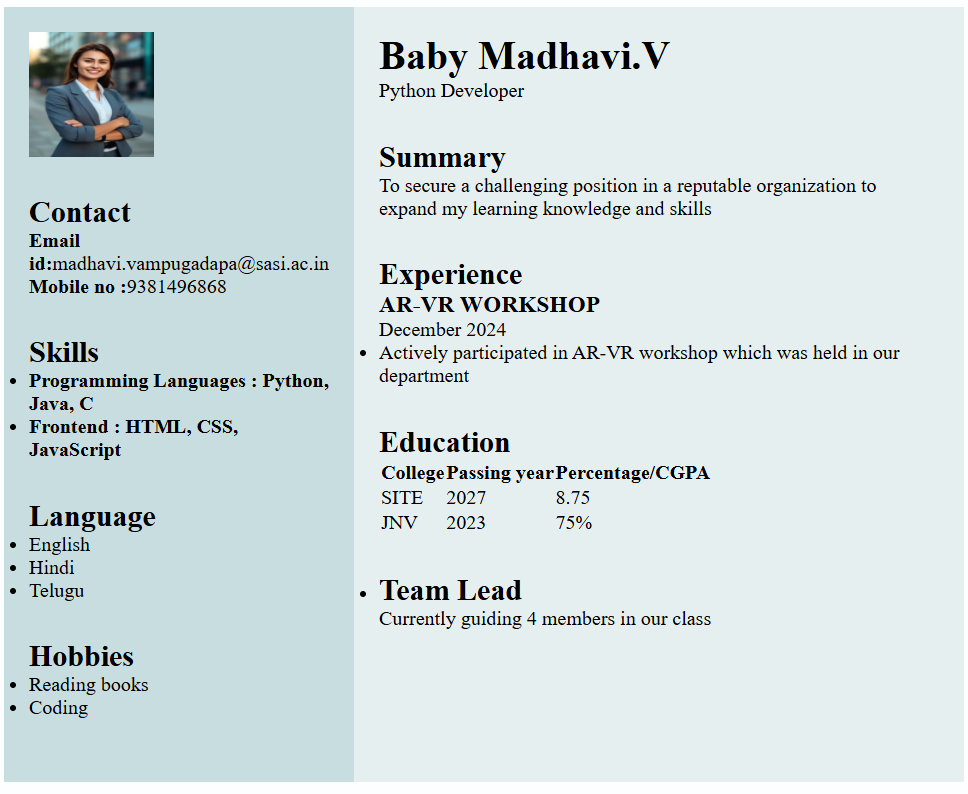 Contact
Email
id:madhavi.vampugadapa@sasi.ac.in
Mobile no :9381496868
Skills
• Programming Languages : Python,
Java, C
• Frontend : HTML, CSS,
JavaScript
Language
• English
• Hindi
• Telugu
Hobbies
• Reading books
• Coding
Baby Madhavi.V
Python Developer
Summary
To secure a challenging position in a reputable organization to
expand my learning knowledge and skills
Experience
AR-VR WORKSHOP
December 2024
• Actively participated in AR-VR workshop which was held in our
department
Education
College Passing year Percentage/CGPA
SITE 2027 8.75
JNV 2023 75%
• Team Lead
Currently guiding 4 members in our class